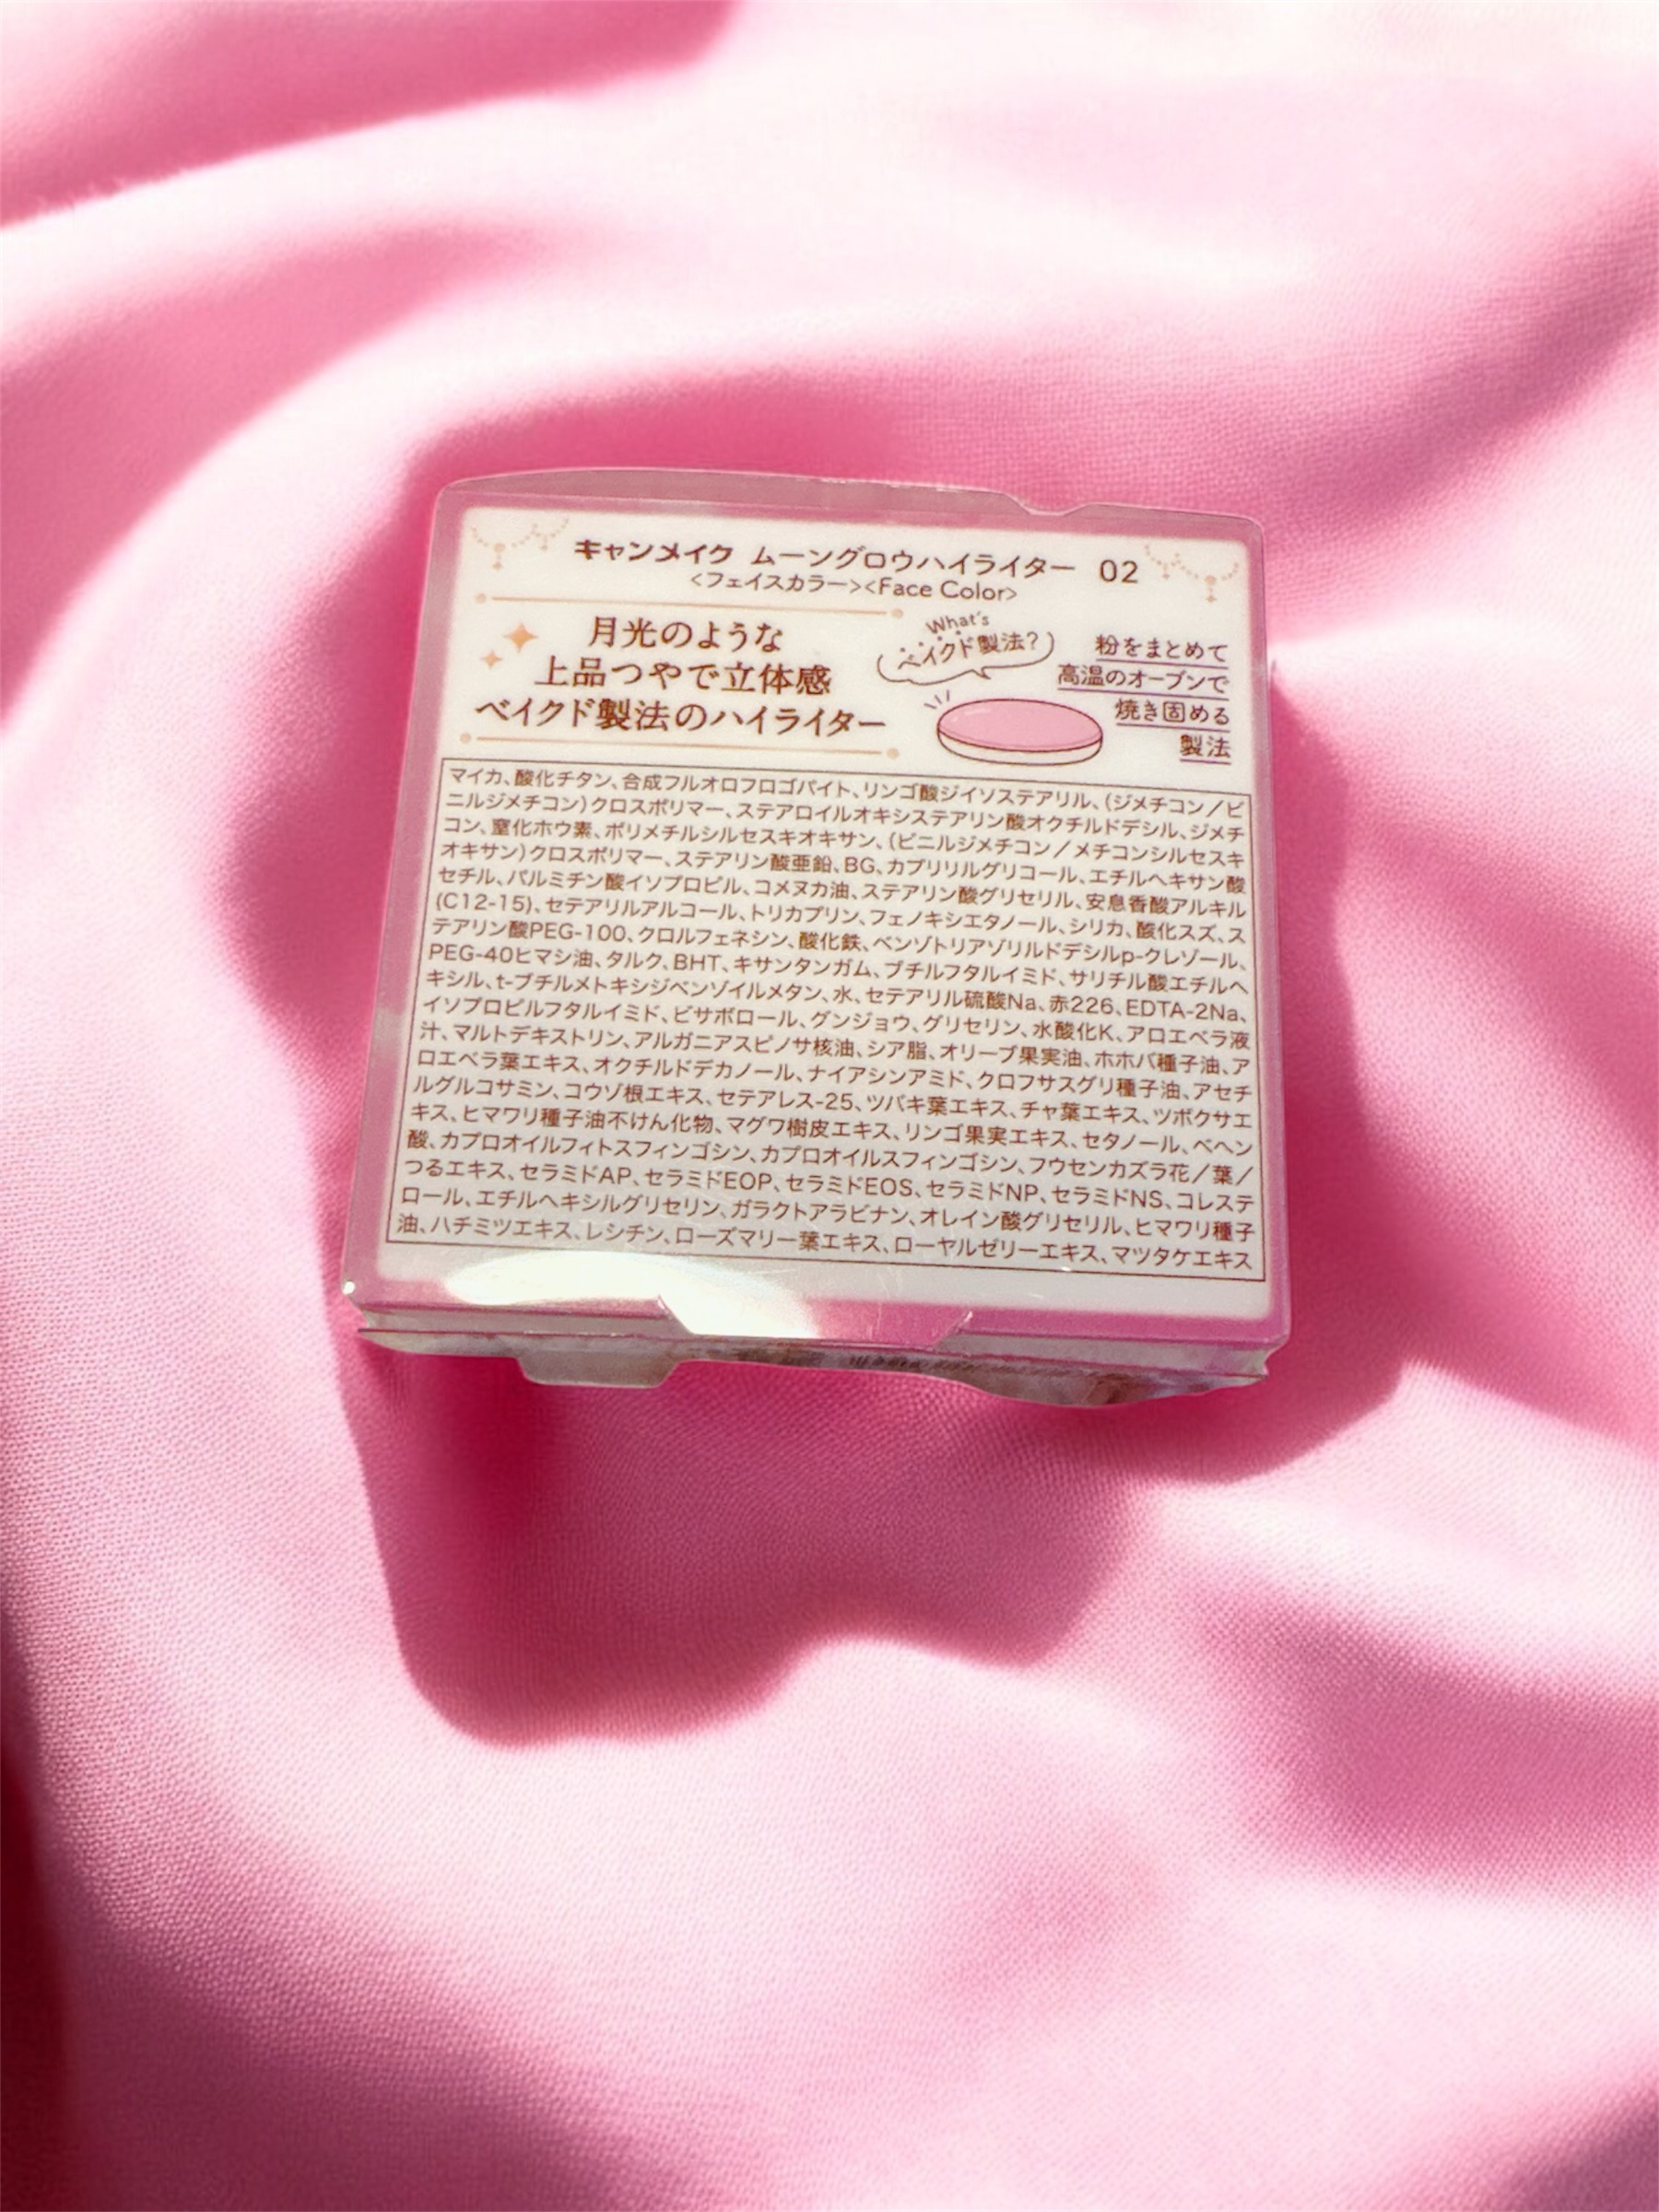 キャンメイク ムーングロウハイライター 02
<フェイスカラー><Face Color>
月光のような
上品つやで立体感
ベイクド製法のハイライター
What's
ベイクド製法?
粉をまとめて
高温のオーブンで
焼き固める
製法
マイカ、酸化チタン、合成フルオロフロゴパイト、リンゴ酸ジイソステアリル、(ジメチコン/ビ
ニルジメチコン)クロスポリマー、ステアロイルオキシステアリン酸オクチルドデシル、ジメチ
コン、窒化ホウ素、ポリメチルシルセスキオキサン、(ビニルジメチコン/メチコンシルセスキ
オキサン)クロスポリマー、ステアリン酸亜鉛、BG、カプリリルグリコール、エチルヘキサン酸
セチル、パルミチン酸イソプロピル、コメヌカ油、ステアリン酸グリセリル、安息香酸アルキル
(C12-15)、セテアリルアルコール、トリカプリン、フェノキシエタノール、シリカ、酸化スズ、ス
テアリン酸PEG-100、クロルフェネシン、酸化鉄、ベンゾトリアゾリルドデシルp-クレゾール、
PEG-40ヒマシ油、タルク、BHT、キサンタンガム、ブチルフタルイミド、サリチル酸エチルヘ
キシル、t-ブチルメトキシジベンゾイルメタン、水、セテアリル硫酸Na、赤226、EDTA-2Na、
イソプロピルフタルイミド、ビサボロール、グンジョウ、グリセリン、水酸化K、アロエベラ液
汁、マルトデキストリン、アルガニアスピノサ核油、シア脂、オリーブ果実油、ホホバ種子油、ア
ロエベラ葉エキス、オクチルドデカノール、ナイアシンアミド、クロフサスグリ種子油、アセチ
ルグルコサミン、コウゾ根エキス、セテアレス-25、ツバキ葉エキス、チャ葉エキス、ツボクサエ
キス、ヒマワリ種子油不けん化物、マグワ樹皮エキス、リンゴ果実エキス、セタノール、ベヘン
酸、カプロオイルフィトスフィンゴシン、カプロオイルスフィンゴシン、フウセンカズラ花/葉/
つるエキス、セラミドAP、セラミドEOP、セラミドEOS、セラミドNP、セラミドNS、コレステ
ロール、エチルヘキシルグリセリン、ガラクトアラビナン、オレイン酸グリセリル、ヒマワリ種子
油、ハチミツエキス、レシチン、ローズマリー葉エキス、ローヤルゼリーエキス、マツタケエキス